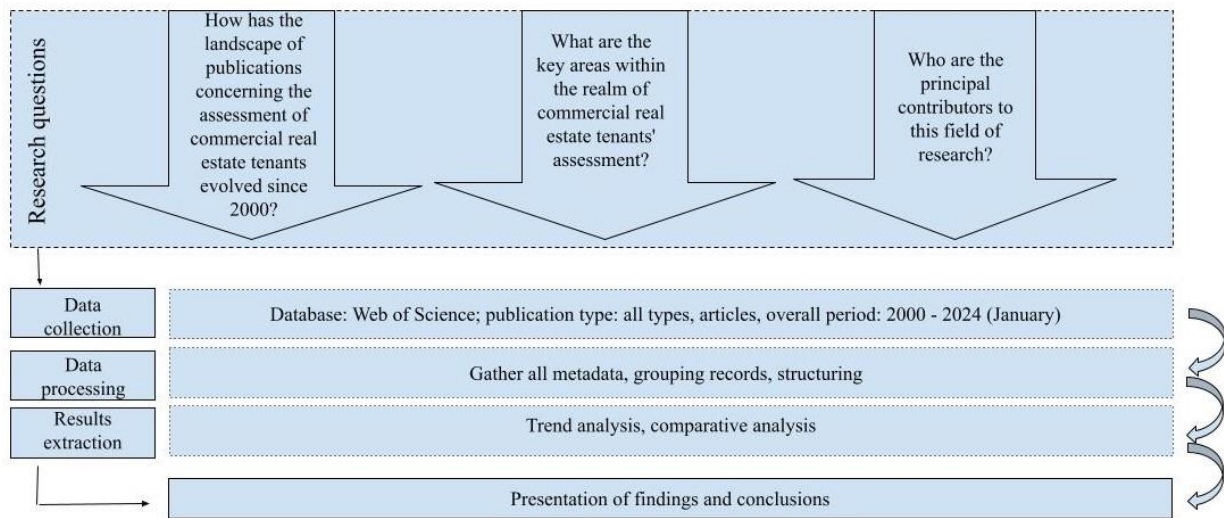 Research questions
How has the
landscape of
publications
concerning the
assessment of
commercial real
estate tenants
evolved since
2000?
What are the
key areas within
the realm of
commercial real
estate tenants'
assessment?
Who are the
principal
contributors to
this field of
research?
Data
collection
Database: Web of Science; publication type: all types, articles, overall period: 2000 - 2024 (January)
Data
processing
Gather all metadata, grouping records, structuring
Results
extraction
Trend analysis, comparative analysis
Presentation of findings and conclusions